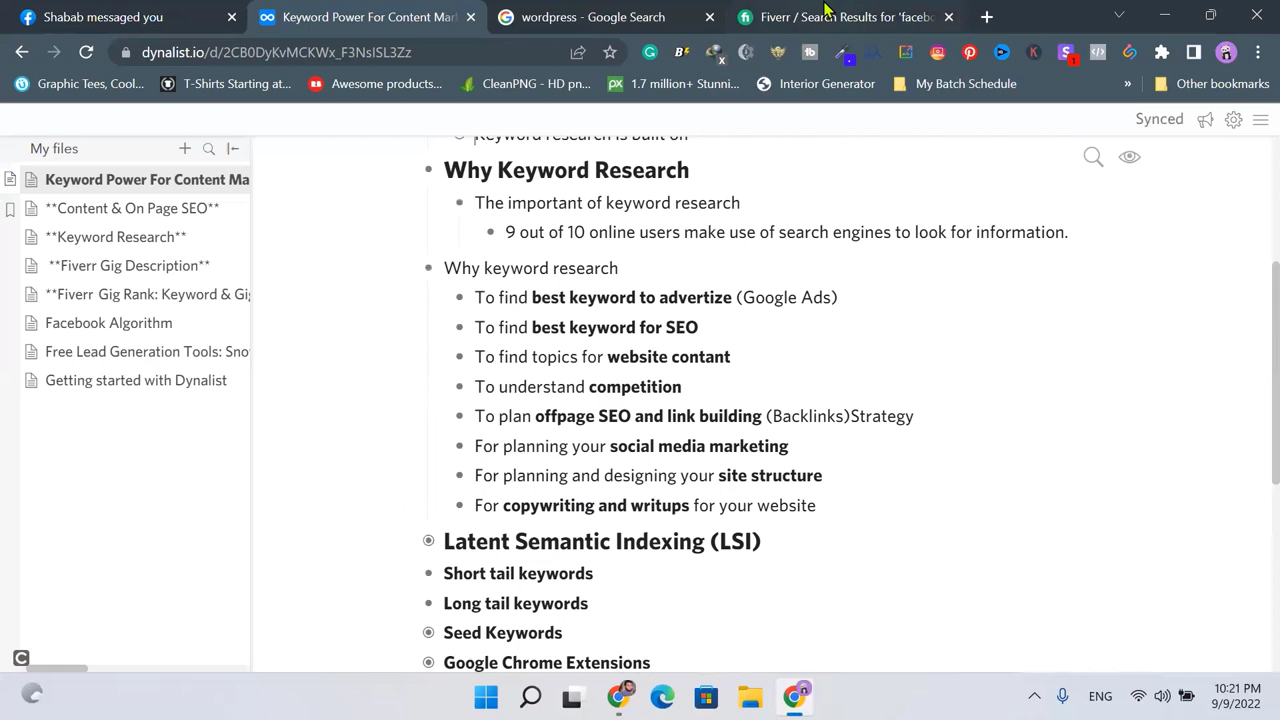 Shabab messaged you
Keyword Power For Content Mark
wordpress - Google Search
Fiverr / Search Results for 'facebo
dynalist.io/d/2CB0DyKvMCKWx_F3NsISL3Zz
Graphic Tees, Cool...
T-Shirts Starting at...
Awesome products...
CleanPNG - HD pn...
1.7 million+ Stunni...
Interior Generator
My Batch Schedule
»
Other bookmarks
Synced
My files
Keyword Power For Content Ma
**Content & On Page SEO**
**Keyword Research**
**Fiverr Gig Description**
**Fiverr Gig Rank: Keyword & Gig
Facebook Algorithm
Free Lead Generation Tools: Sno
Getting started with Dynalist
Keyword research is built on
Why Keyword Research
The important of keyword research
9 out of 10 online users make use of search engines to look for information.
Why keyword research
To find best keyword to advertize (Google Ads)
To find best keyword for SEO
To find topics for website contant
To understand competition
To plan offpage SEO and link building (Backlinks)Strategy
For planning your social media marketing
For planning and designing your site structure
For copywriting and writups for your website
Latent Semantic Indexing (LSI)
Short tail keywords
Long tail keywords
Seed Keywords
Google Chrome Extensions
ENG
10:21 PM
9/9/2022